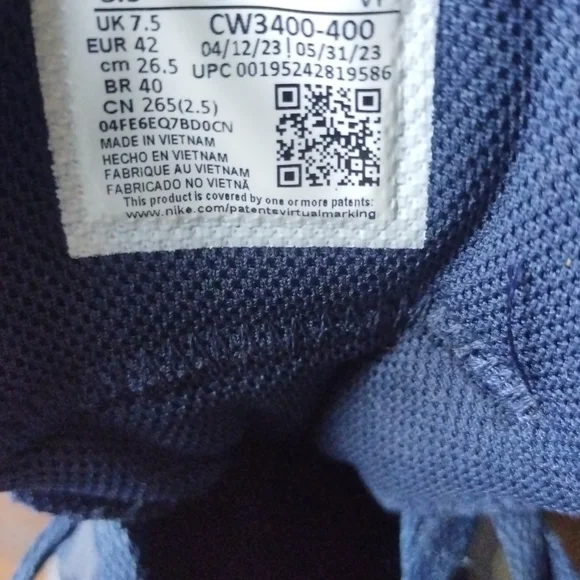 UK 7.5 CW3400-400
EUR 42 04/12/23 | 05/31/23
cm 26.5 UPC 00195242819586
BR 40
CN 265(2.5)
04FE6EQ7BD0CN
MADE IN VIETNAM
HECHO EN VIETNAM
FABRIQUE AU VIETNAM
FABRICADO NO VIETNÃ
This product is covered by one or more patents:
www.nike.com/patentsvirtualmarking